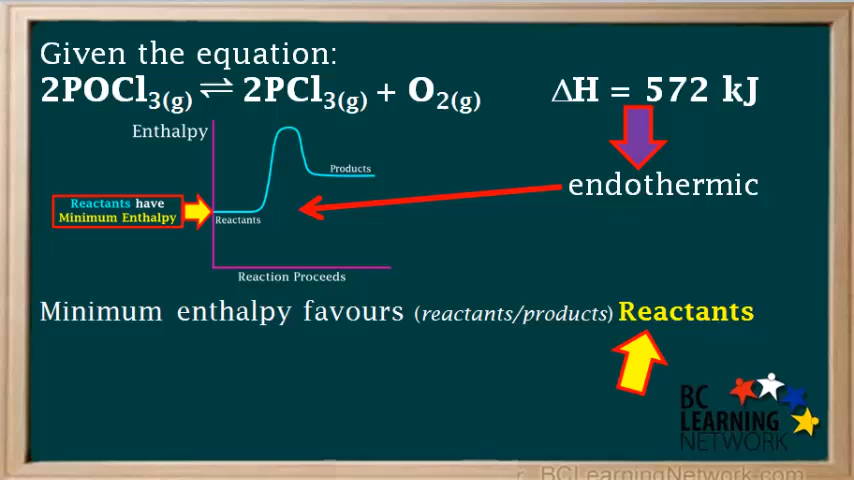 Given the equation:
2POCl3(g) ⇌ 2PCl3(g) + O2(g) ΔH = 572 kJ
Enthalpy
Products
endothermic
Reactants have
Minimum Enthalpy
Reactants
Reaction Proceeds
Minimum enthalpy favours (reactants/products) Reactants
BC
LEARNING
NETWORK
BCLearningNetwork.com